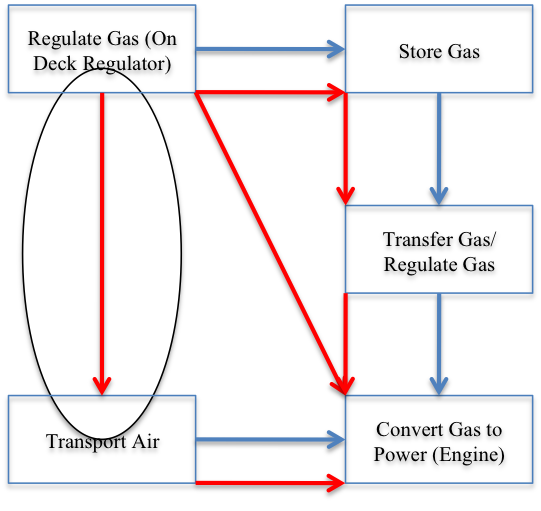 Regulate Gas (On
Deck Regulator)
Store Gas
Transfer Gas/
Regulate Gas
Transport Air
Convert Gas to
Power (Engine)